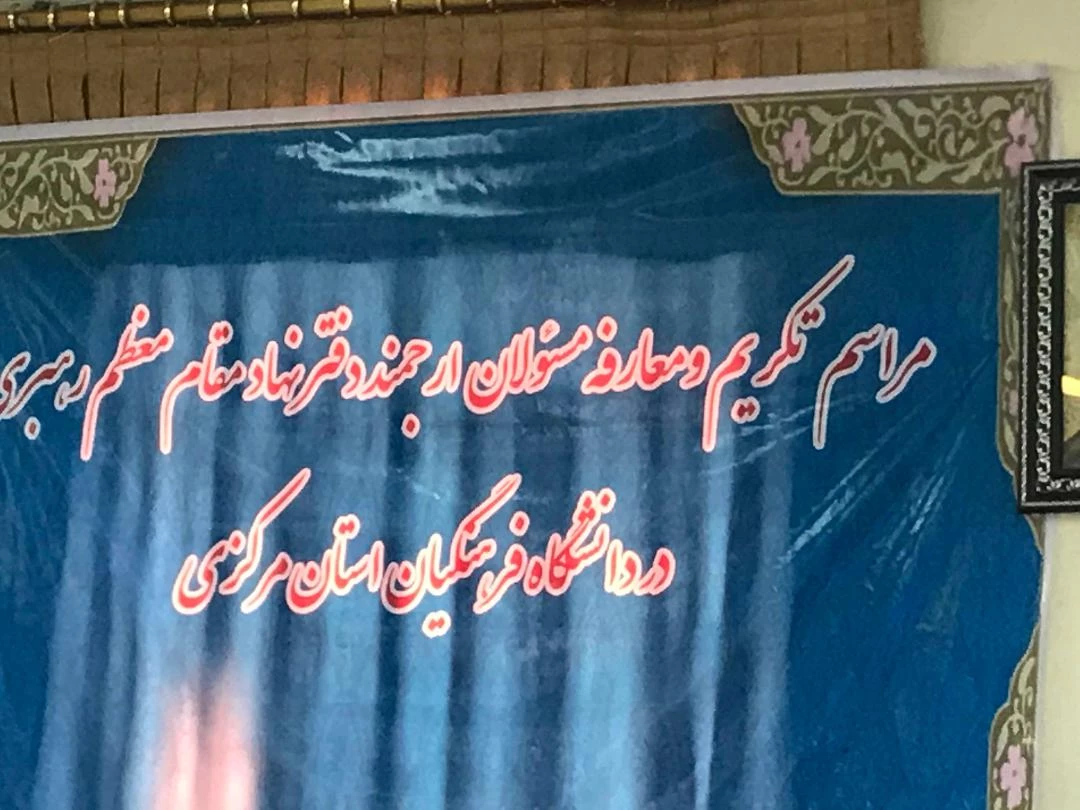 مراسم تکریم و معارفه مسئولان ارجمند دفتر نهاد مقام معظم رهبری
در دانشگاه فرهنگیان استان مرکزی